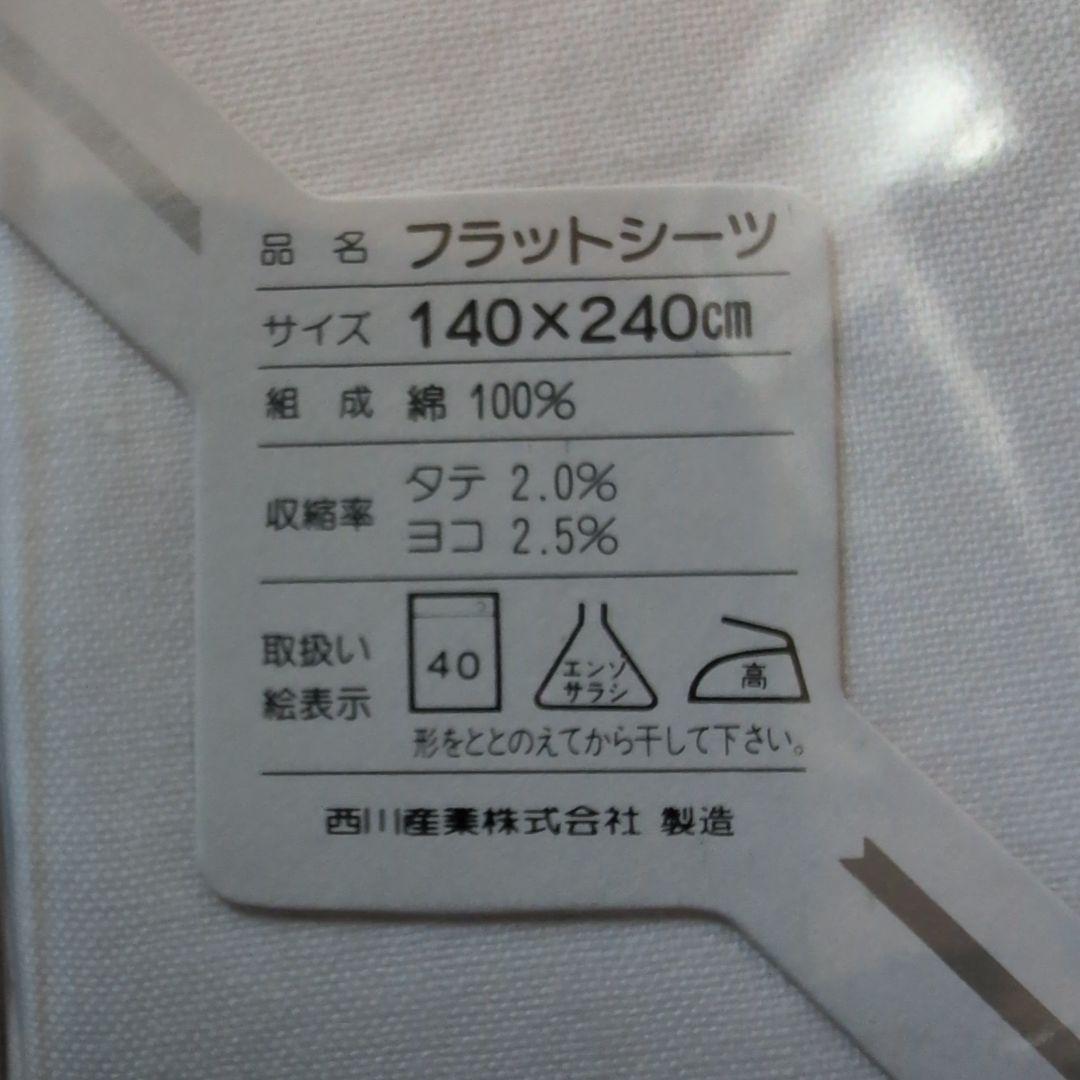 品名 フラットシーツ
サイズ 140×240cm
組成 綿 100%
収縮率 タテ 2.0%
ヨコ 2.5%
取扱い
絵表示
40
エンソ
サラシ
高
形をととのえてから干して下さい。
西川産業株式会社 製造